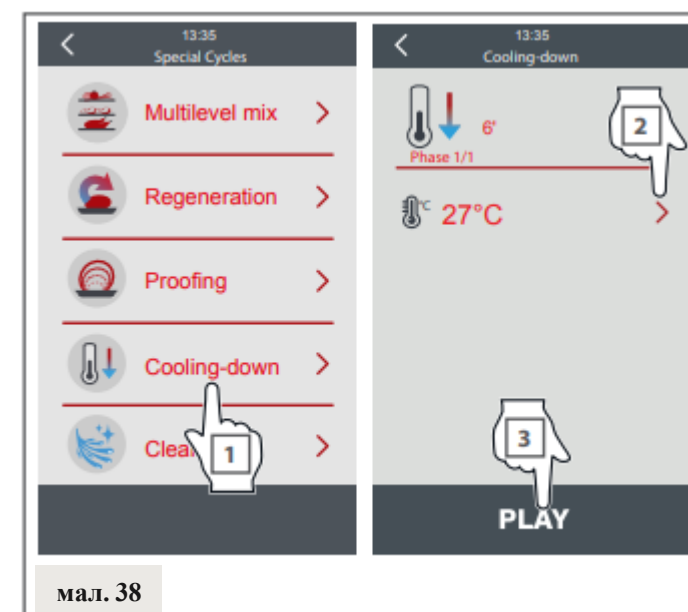 13:35
Special Cycles
Multilevel mix
Regeneration
Proofing
Cooling-down
1
13:35
Cooling-down
6'
Phase 1/1
2
°C 27°C
3
PLAY
мал. 38